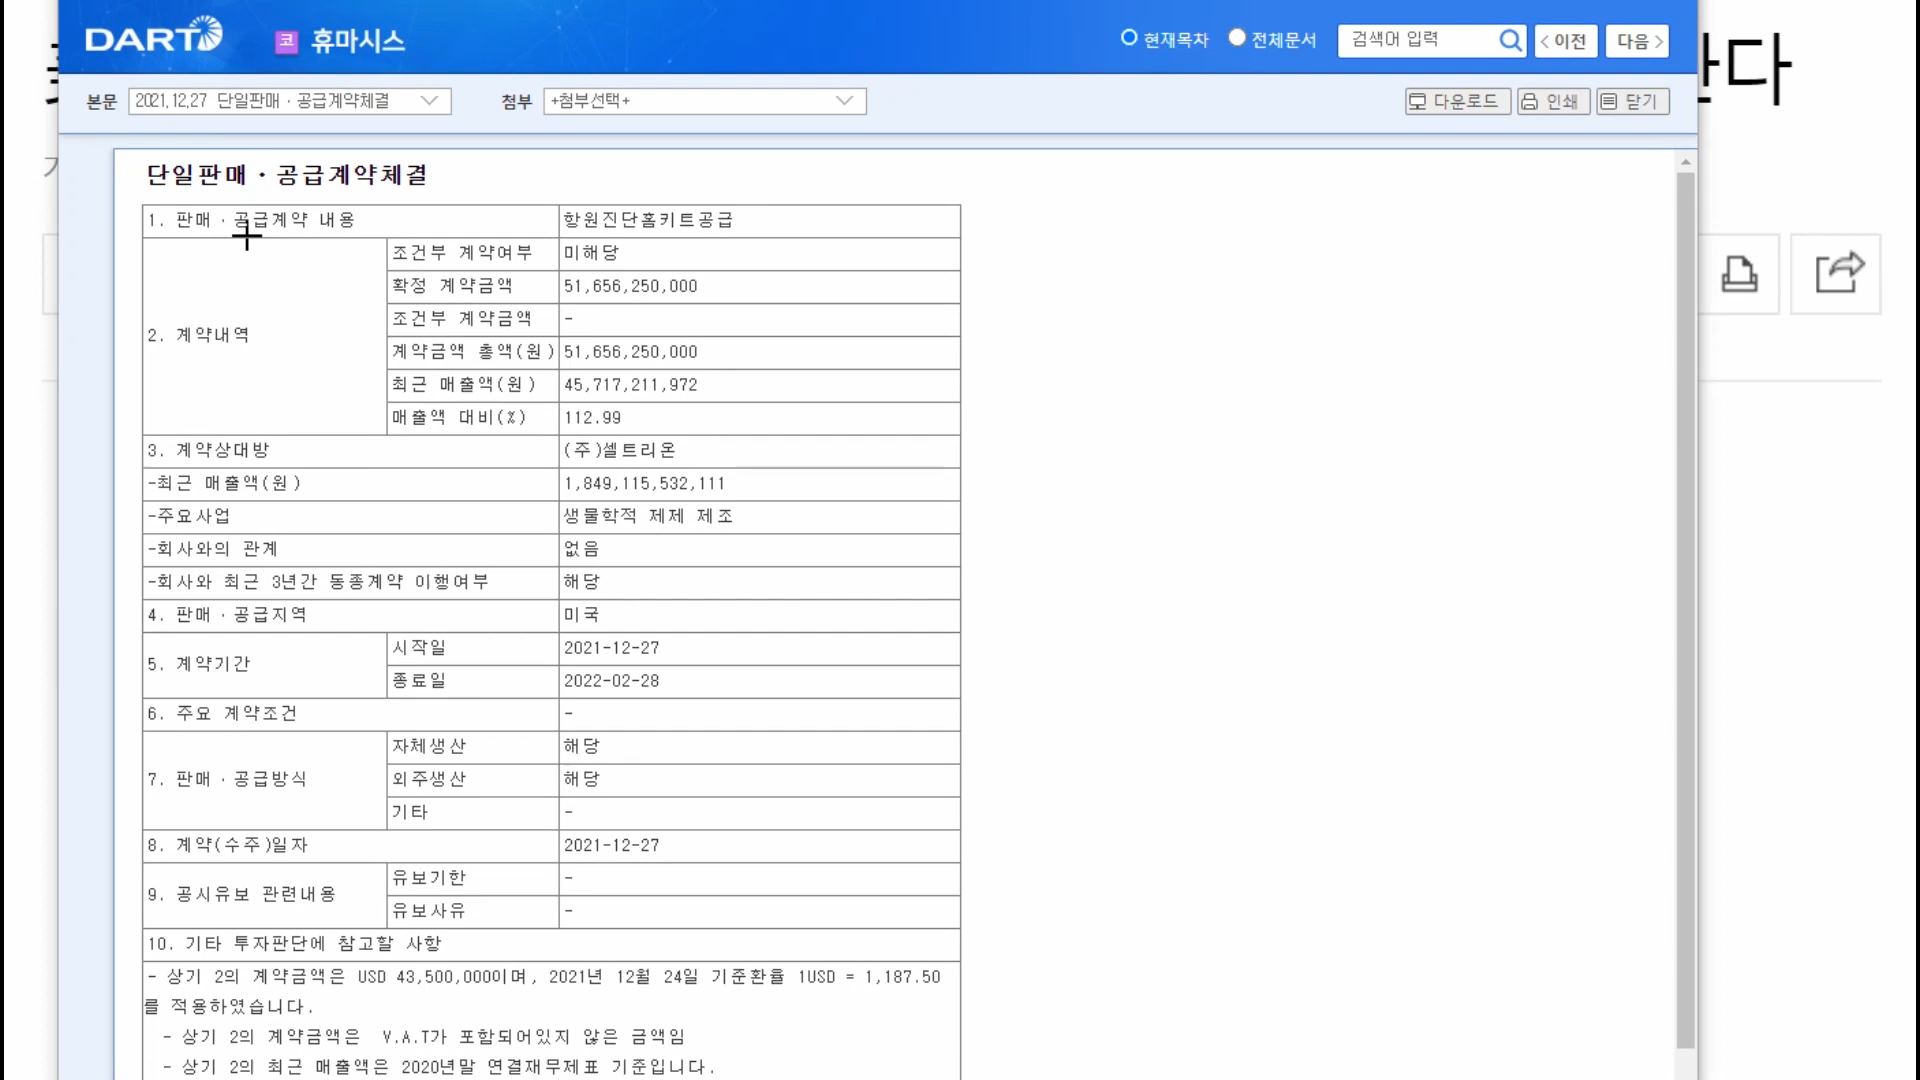 DART 코 휴마시스 현재목차 전체문서 검색어 입력 이전 다음
본문 2021.12.27 단일판매ㆍ공급계약체결 첨부 +첨부선택+ 다운로드 인쇄 닫기
단일판매ㆍ공급계약체결
1. 판매ㆍ공급계약 내용 항원진단홈키트공급
2. 계약내역
조건부 계약여부 미해당
확정 계약금액 51,656,250,000
조건부 계약금액 -
계약금액 총액(원) 51,656,250,000
최근 매출액(원) 45,717,211,972
매출액 대비(%) 112.99
3. 계약상대방 (주)셀트리온
-최근 매출액(원) 1,849,115,532,111
-주요사업 생물학적 제제 제조
-회사와의 관계 없음
-회사와 최근 3년간 동종계약 이행여부 해당
4. 판매ㆍ공급지역 미국
5. 계약기간
시작일 2021-12-27
종료일 2022-02-28
6. 주요 계약조건 -
7. 판매ㆍ공급방식
자체생산 해당
외주생산 해당
기타 -
8. 계약(수주)일자 2021-12-27
9. 공시유보 관련내용
유보기한 -
유보사유 -
10. 기타 투자판단에 참고할 사항
- 상기 2의 계약금액은 USD 43,500,000이며, 2021년 12월 24일 기준환율 1USD = 1,187.50
를 적용하였습니다.
- 상기 2의 계약금액은 V.A.T가 포함되어있지 않은 금액임
- 상기 2의 최근 매출액은 2020년말 연결재무제표 기준입니다.